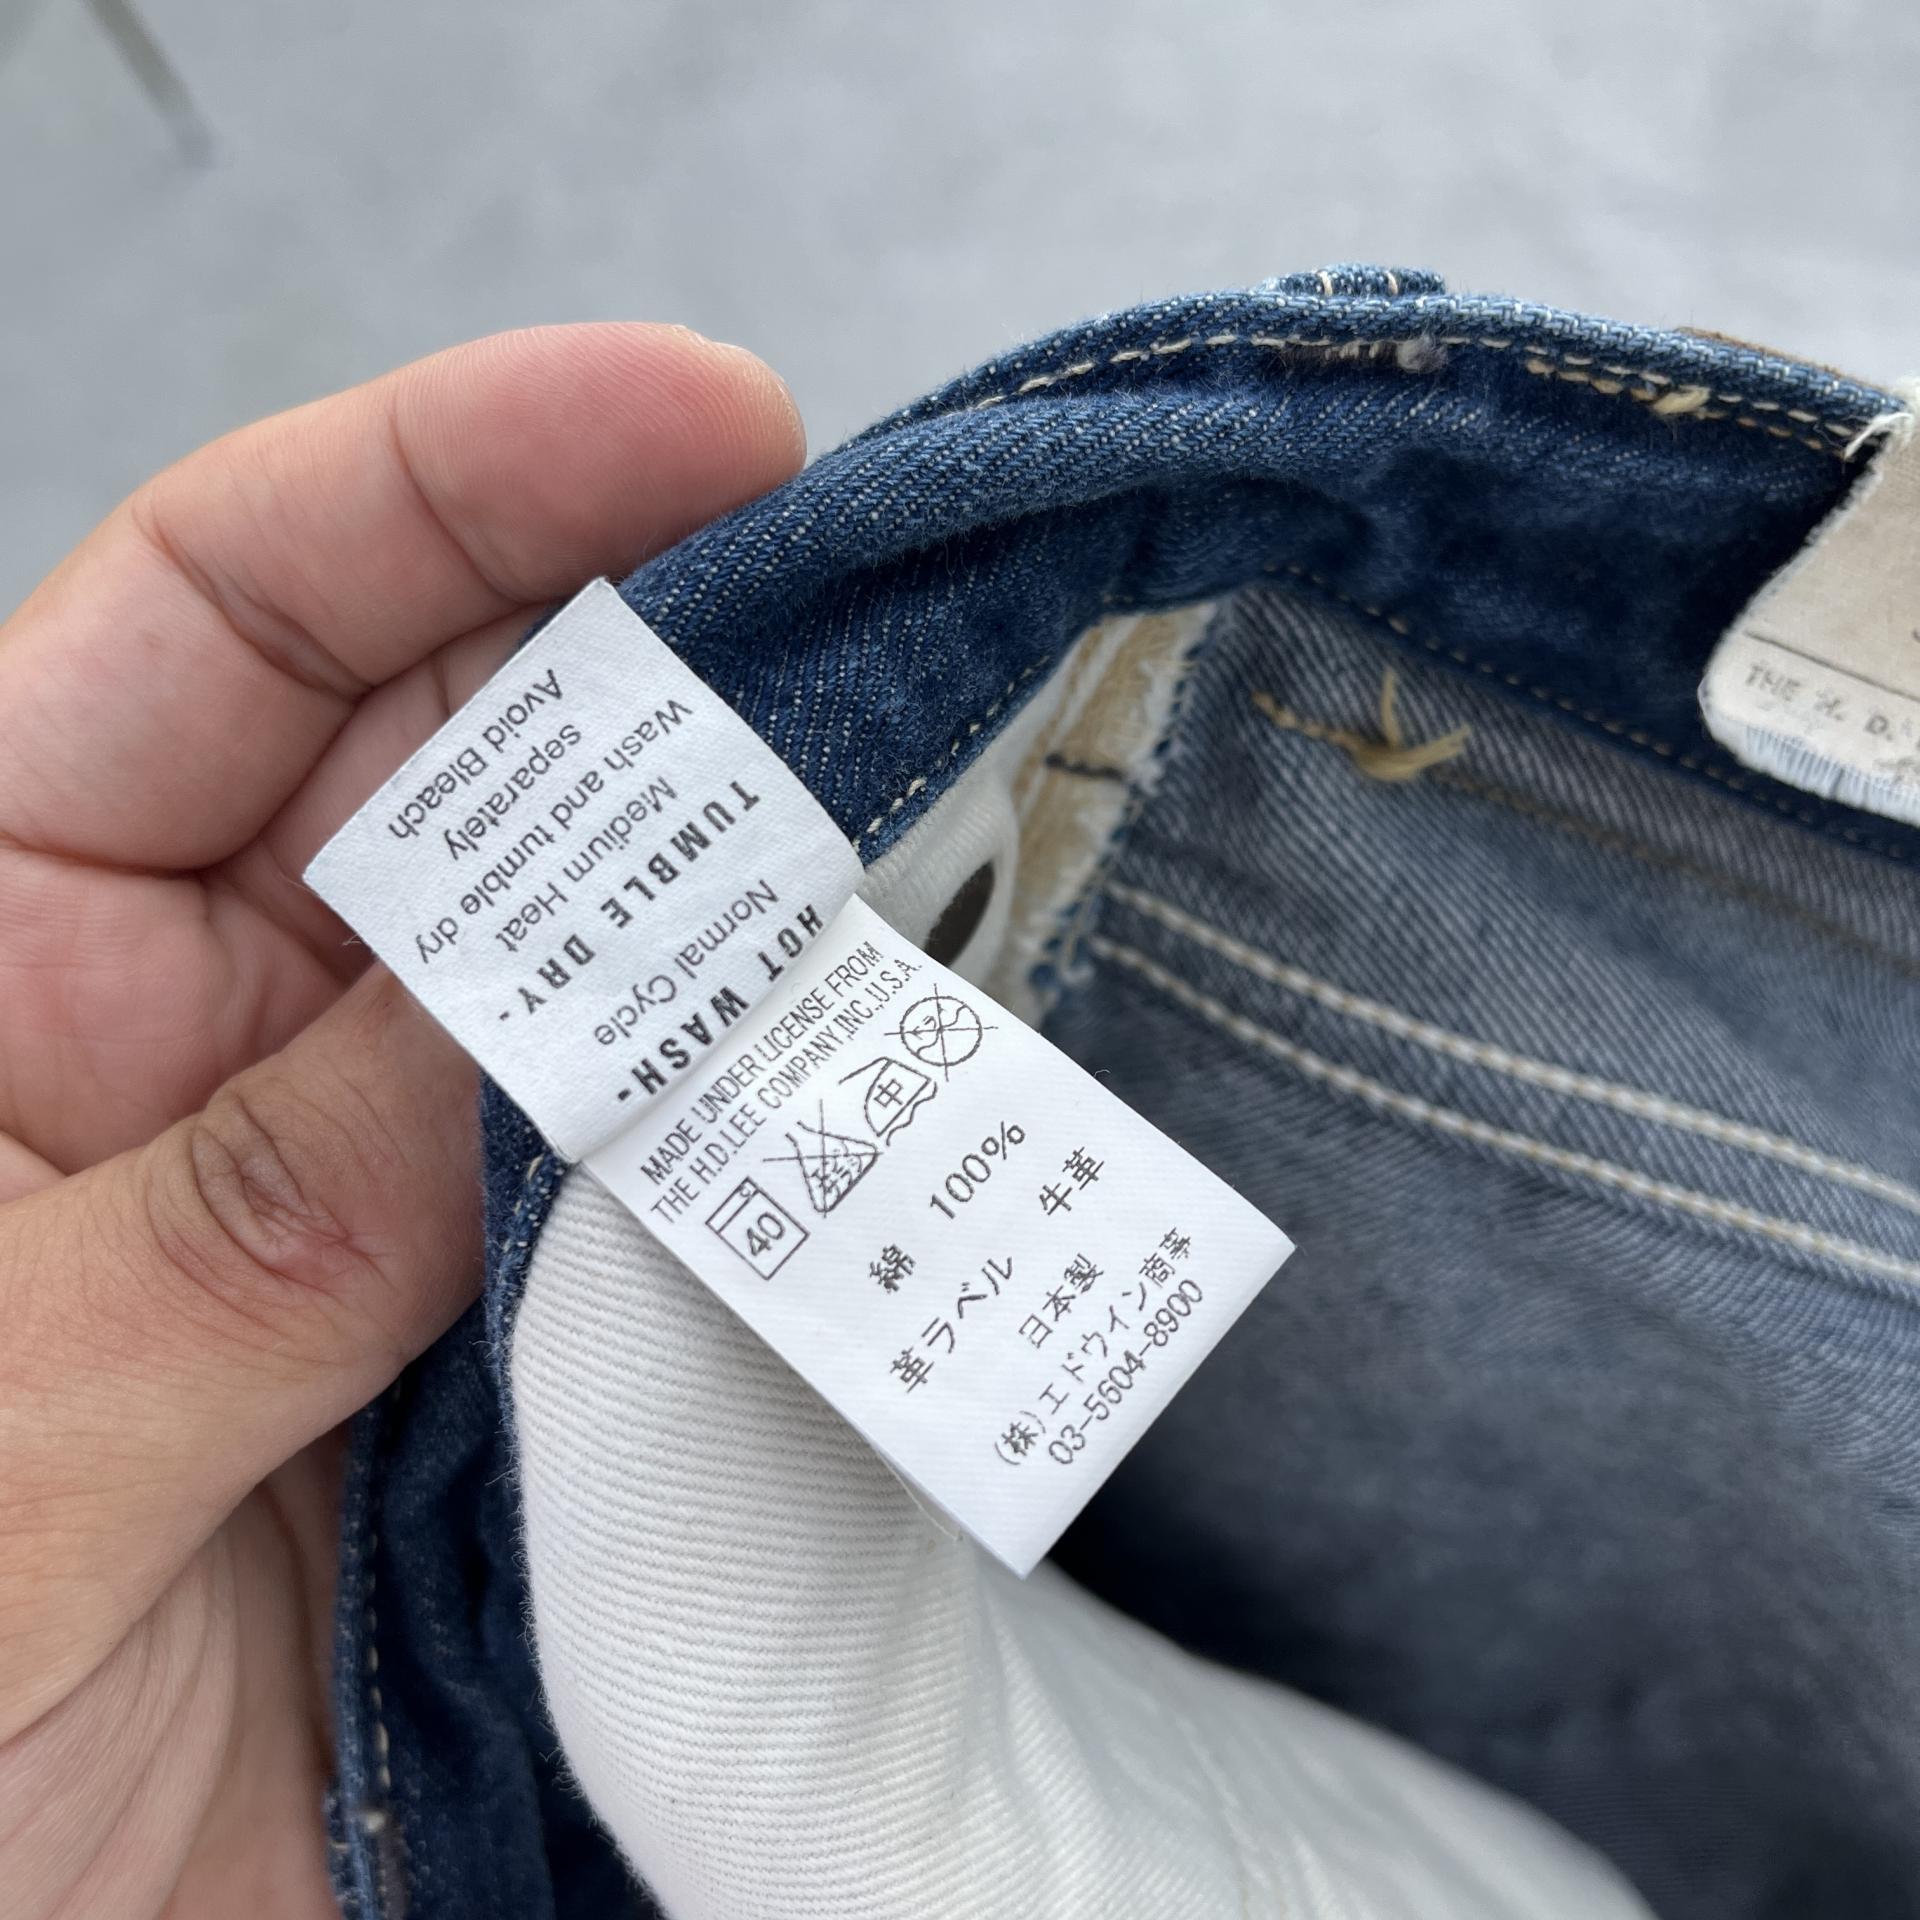 -HOT WASH-
Normal Cycle
TUMBLE DRY-
Medium Heat
Wash and tumble dry
separately
Avoid Bleach
MADE UNDER LICENSE FROM
THE H.D.LEE COMPANY,INC.,U.S.A.
40
中
綿 100%
革ラベル 牛革
日本製
(株)エドウイン商事
03-5604-8900
THE H. D.